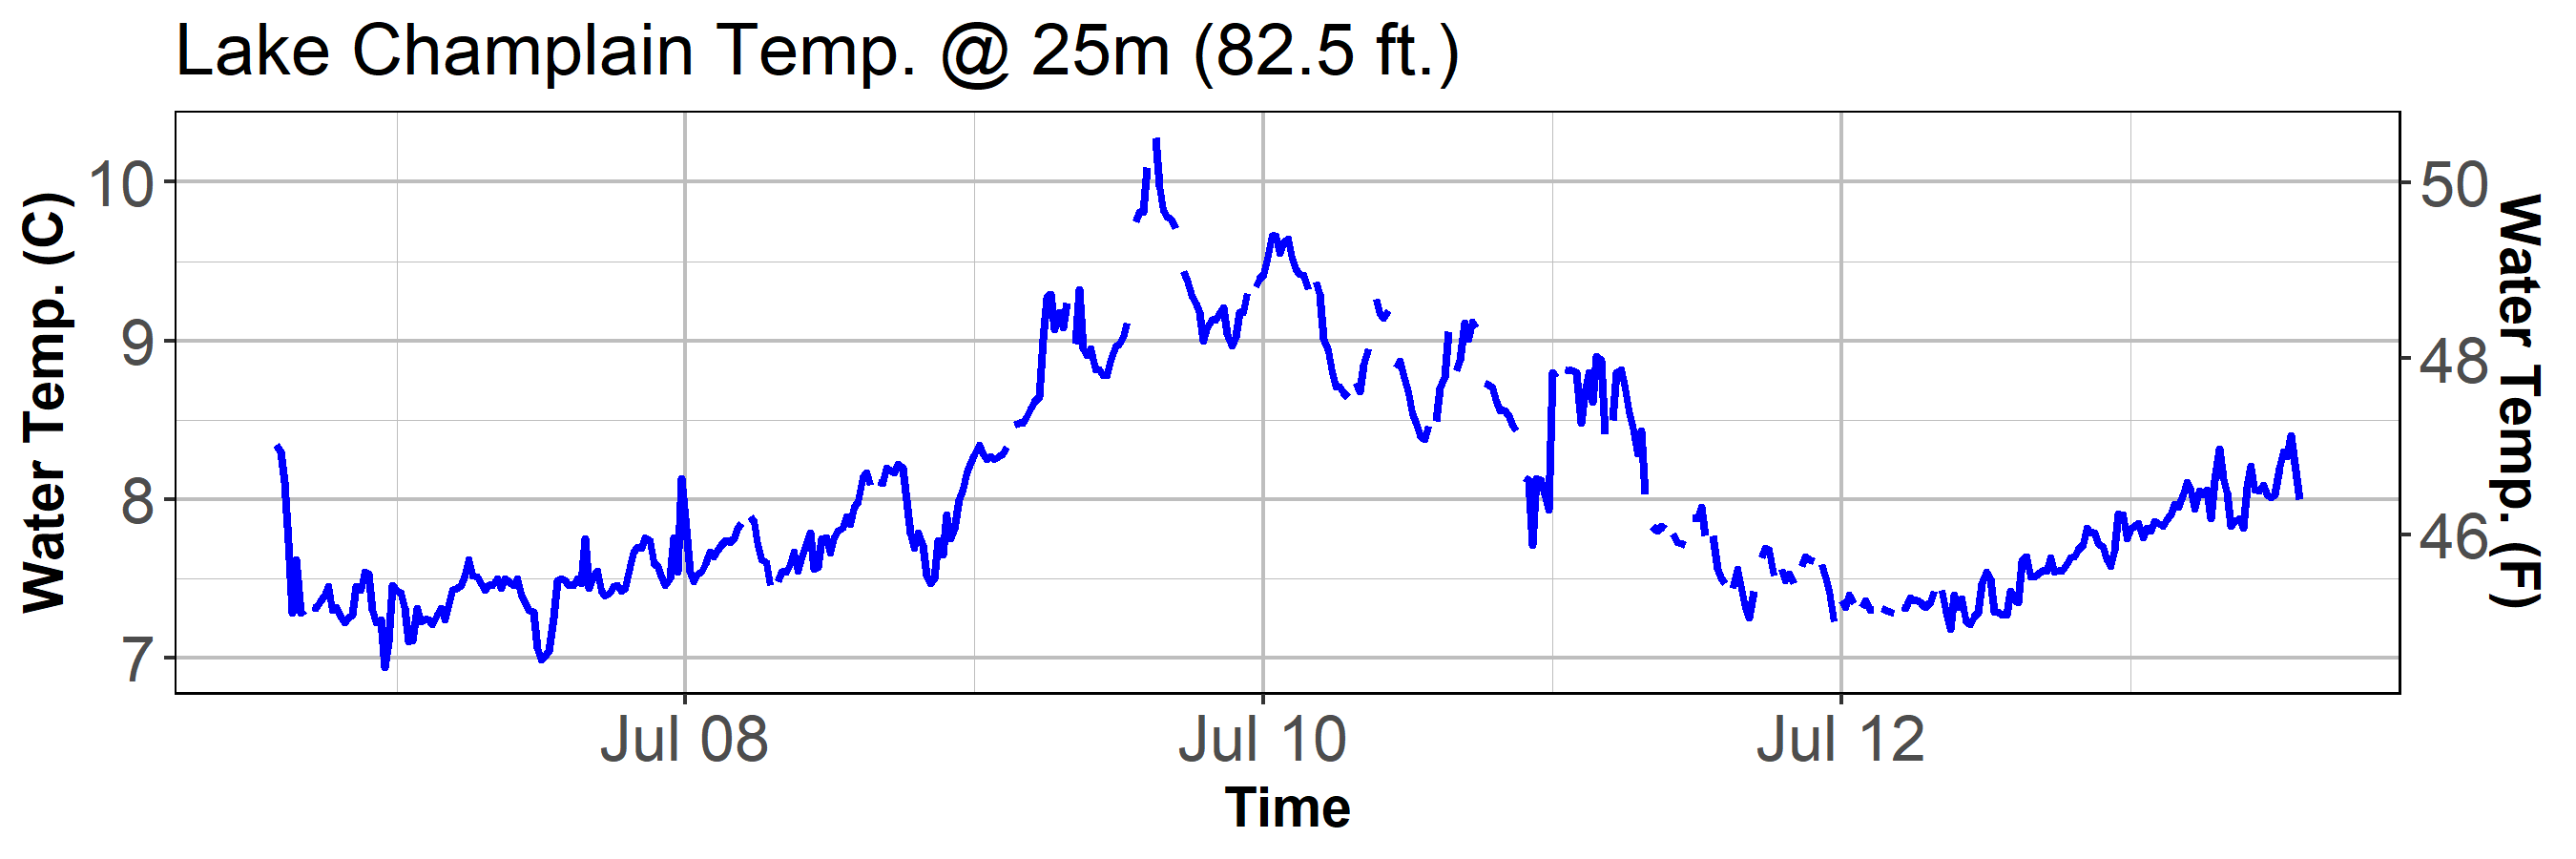 Lake Champlain Temp. @ 25m (82.5 ft.)
Water Temp. (C)
10
9
8
7
50
48
46
Water Temp. (F)
Jul 08
Jul 10
Jul 12
Time